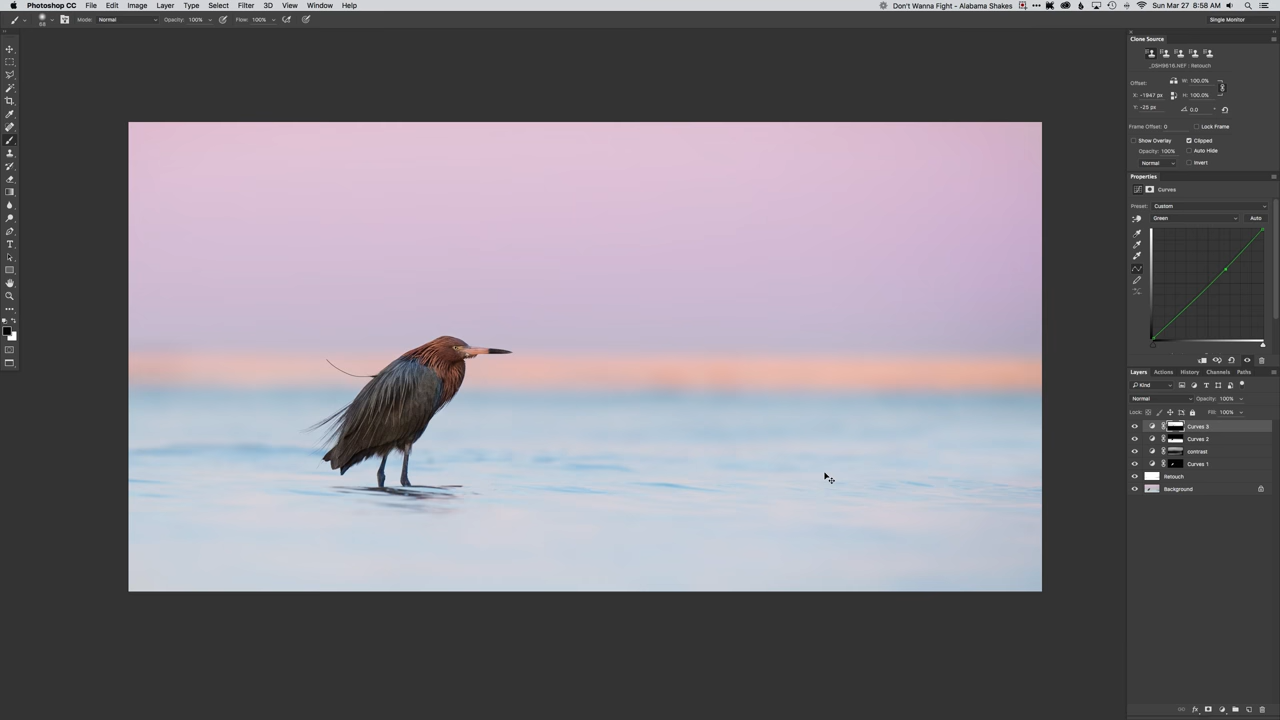 Photoshop CC File Edit Image Layer Type Select Filter 3D View Window Help Don't Wanna Fight - Alabama Shakes Sun Mar 27 8:58 AM
68 Mode: Normal Opacity: 100% Flow: 100% Single Monitor
Clone Source
_DSH9616.NEF : Retouch
Offset: W: 100.0%
X: -1947 px H: 100.0%
Y: -25 px 0.0 °
Frame Offset: 0 Lock Frame
Show Overlay Clipped
Opacity: 100% Auto Hide
Normal Invert
Properties
Curves
Preset: Custom
Green Auto
Layers Actions History Channels Paths
Kind
Normal Opacity: 100%
Lock: Fill: 100%
Curves 3
Curves 2
contrast
Curves 1
Retouch
Background